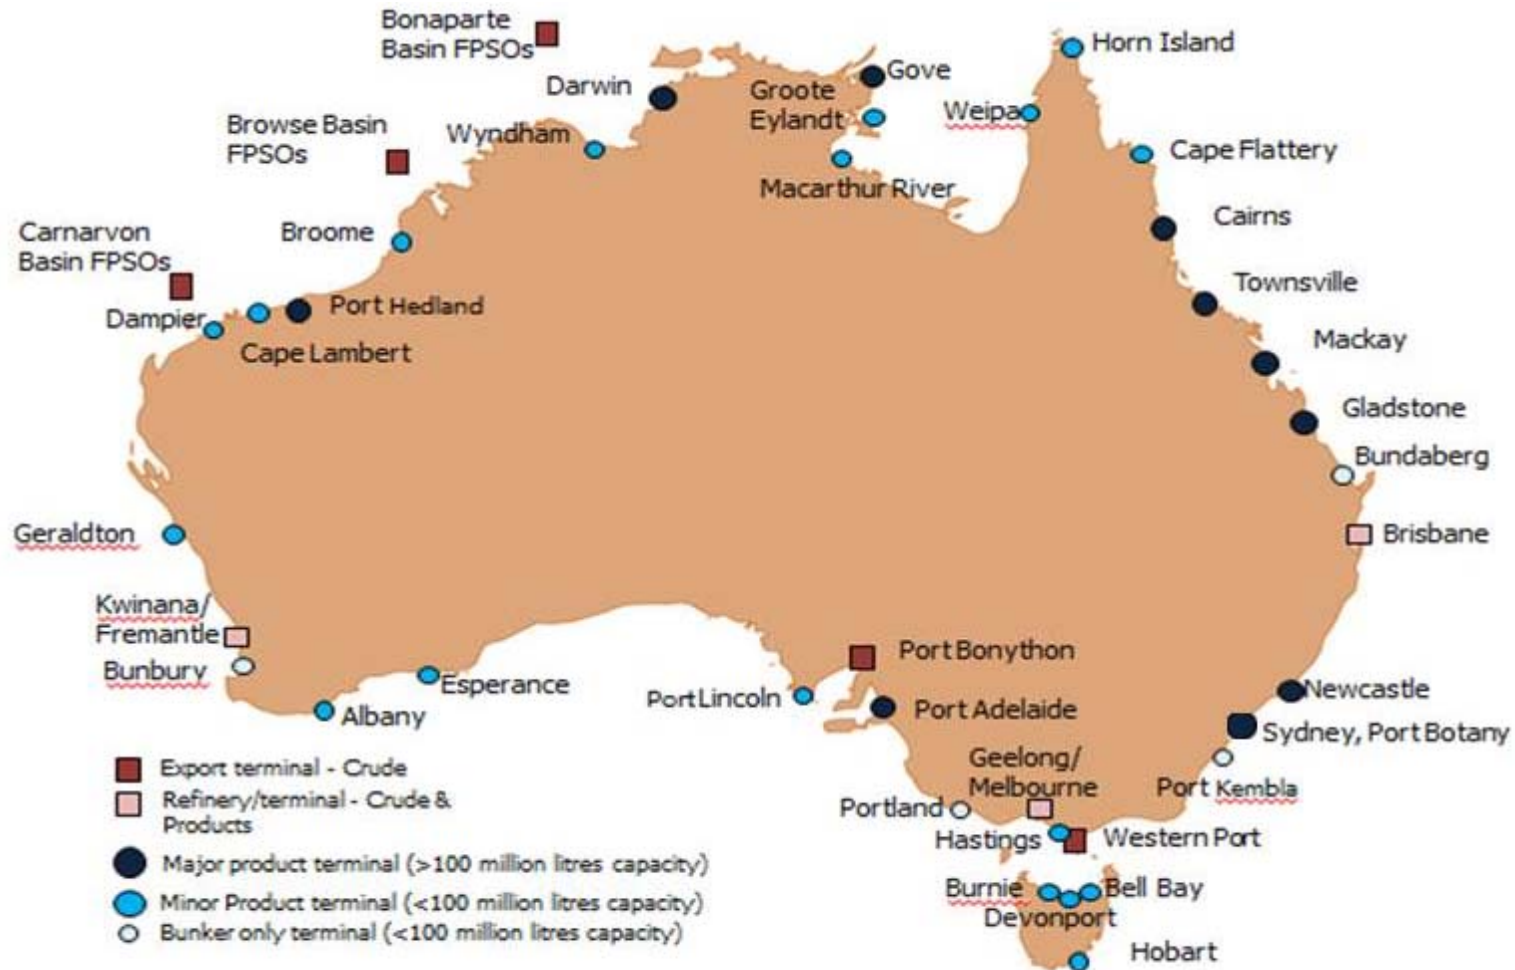 Bonaparte
Basin FPSOs
Horn Island
Gove
Darwin
Groote
Eylandt
Weipa
Browse Basin
FPSOs
Wyndham
Cape Flattery
Macarthur River
Cairns
Carnarvon
Basin FPSOs
Broome
Townsville
Port Hedland
Dampier
Cape Lambert
Mackay
Gladstone
Bundaberg
Geraldton
Brisbane
Kwinana/
Fremantle
Bunbury
Esperance
Albany
Port Lincoln
Port Bonython
Port Adelaide
Newcastle
Sydney, Port Botany
Geelong/
Melbourne
Port Kembla
Portland
Hastings
Western Port
Burnie
Bell Bay
Devonport
Hobart
Export terminal - Crude
Refinery/terminal - Crude &
Products
Major product terminal (>100 million litres capacity)
Minor Product terminal (<100 million litres capacity)
Bunker only terminal (<100 million litres capacity)